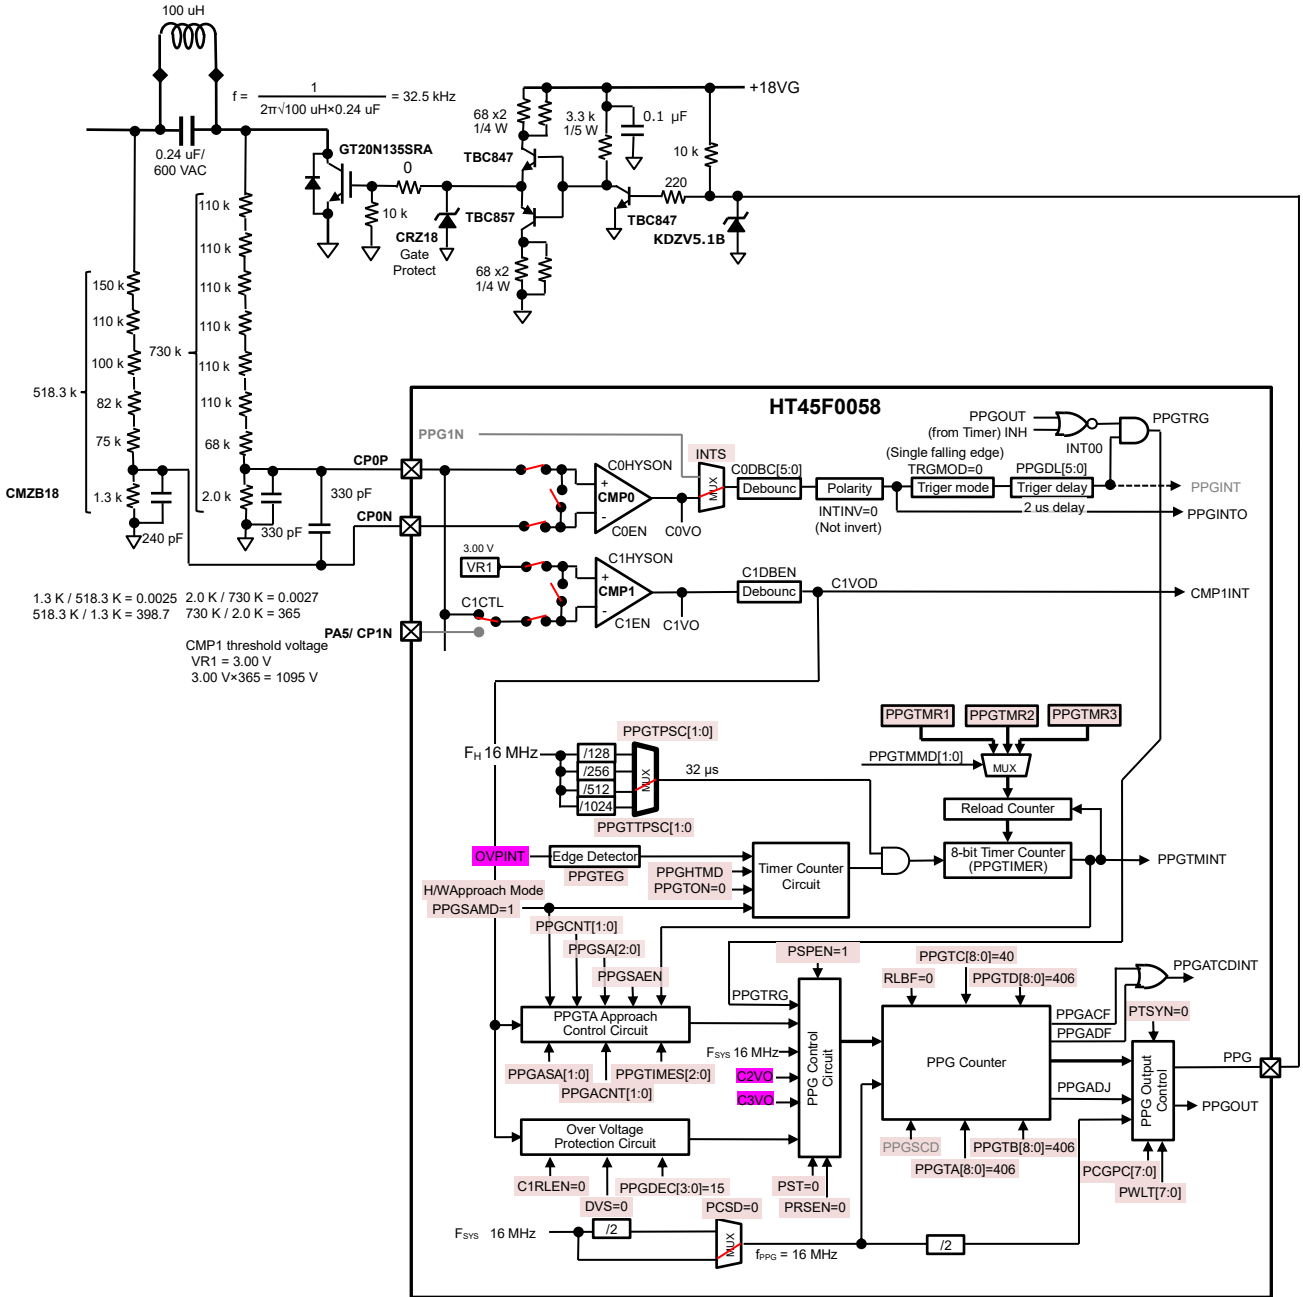 100 uH
f = 1 / 2π√100 uH×0.24 uF = 32.5 kHz
+18VG
68 x2
1/4 W
3.3 k
1/5 W
0.1 µF
10 k
0.24 uF/
600 VAC
GT20N135SRA
0
TBC847
220
TBC847
KDZV5.1B
10 k
TBC857
CRZ18
Gate
Protect
68 x2
1/4 W
110 k
110 k
110 k
110 k
110 k
110 k
68 k
730 k
150 k
110 k
100 k
82 k
75 k
518.3 k
CMZB18
1.3 k
240 pF
2.0 k
330 pF
330 pF
1.3 K / 518.3 K = 0.0025
518.3 K / 1.3 K = 398.7
2.0 K / 730 K = 0.0027
730 K / 2.0 K = 365
CMP1 threshold voltage
VR1 = 3.00 V
3.00 V×365 = 1095 V
HT45F0058
PPG1N
CP0P
CP0N
PA5/ CP1N
C0HYSON
+
CMP0
-
C0EN
C0VO
INTS
MUX
C0DBC[5:0]
Debounc
Polarity
INTINV=0
(Not invert)
(Single falling edge)
TRGMOD=0
Triger mode
PPGDL[5:0]
Triger delay
2 us delay
PPGOUT
(from Timer) INH
INT00
PPGTRG
PPGINT
PPGINTO
3.00 V
VR1
C1CTL
C1HYSON
+
CMP1
-
C1EN
C1VO
C1DBEN
Debounc
C1VOD
CMP1INT
FH 16 MHz
PPGTPSC[1:0]
/128
/256
/512
/1024
MUX
PPGTTPSC[1:0
32 µs
PPGTMR1
PPGTMR2
PPGTMR3
PPGTMMD[1:0]
MUX
Reload Counter
8-bit Timer Counter
(PPGTIMER)
PPGTMINT
OVPINT
Edge Detector
PPGTEG
PPGHTMD
PPGTON=0
Timer Counter
Circuit
H/WApproach Mode
PPGSAMD=1
PPGCNT[1:0]
PPGSA[2:0]
PPGSAEN
PPGTA Approach
Control Circuit
PPGASA[1:0]
PPGACNT[1:0]
PPGTIMES[2:0]
Over Voltage
Protection Circuit
C1RLEN=0
DVS=0
PPGDEC[3:0]=15
PSPEN=1
PPGTRG
FSYS 16 MHz
C2VO
C3VO
PPG Control
Circuit
PST=0
PRSEN=0
RLBF=0
PPGTC[8:0]=40
PPGTD[8:0]=406
PPG Counter
PPGSCD
PPGTA[8:0]=406
PPGTB[8:0]=406
PPGACF
PPGADF
PPGADJ
PPGATCDINT
PTSYN=0
PPG Output
Control
PPG
PPGOUT
PCGPC[7:0]
PWLT[7:0]
FSYS 16 MHz
/2
PCSD=0
MUX
fPPG = 16 MHz
/2